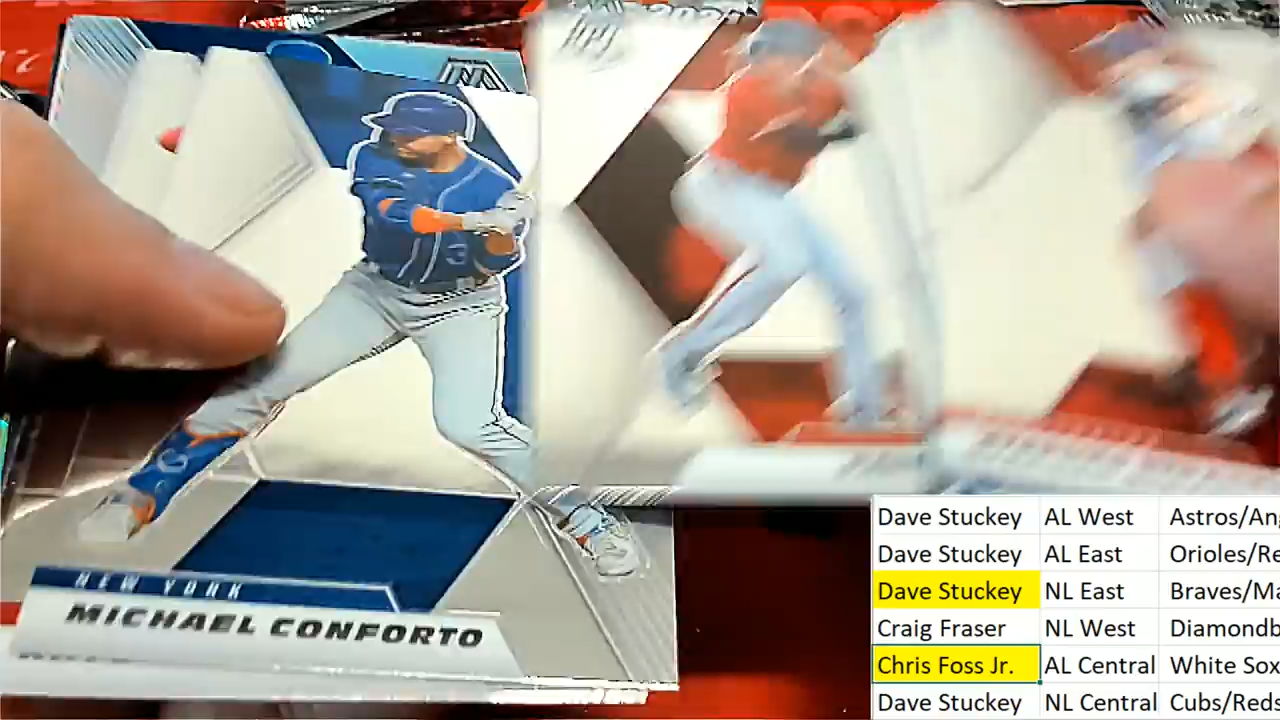 NEW YORK
MICHAEL CONFORTO
Dave Stuckey AL West Astros/An
Dave Stuckey AL East Orioles/Re
Dave Stuckey NL East Braves/Ma
Craig Fraser NL West Diamondb
Chris Foss Jr. AL Central White Sox
Dave Stuckey NL Central Cubs/Reds